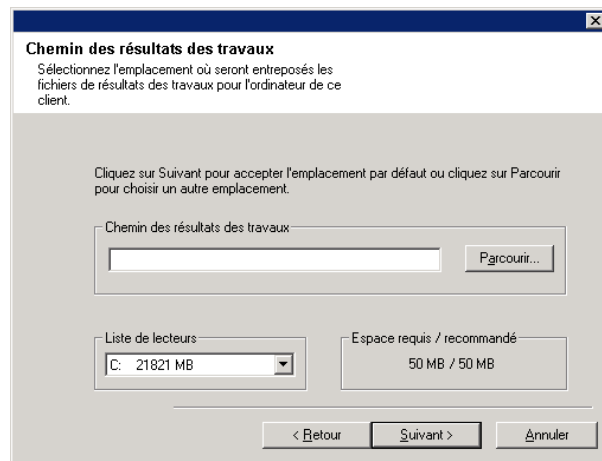 Chemin des résultats des travaux
Sélectionnez l'emplacement où seront entreposés les
fichiers de résultats des travaux pour l'ordinateur de ce
client.
Cliquez sur Suivant pour accepter l'emplacement par défaut ou cliquez sur Parcourir
pour choisir un autre emplacement.
Chemin des résultats des travaux
Parcourir...
Liste de lecteurs
C: 21821 MB
Espace requis / recommandé
50 MB / 50 MB
< Retour
Suivant >
Annuler